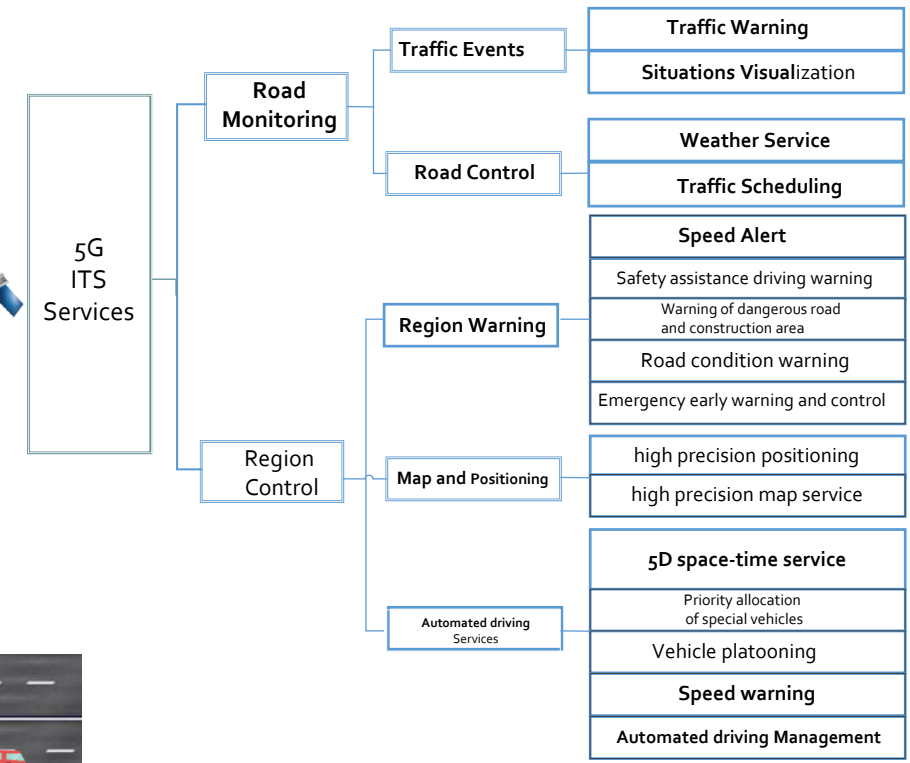 5G
ITS
Services
Road
Monitoring
Traffic Events
Traffic Warning
Situations Visualization
Road Control
Weather Service
Traffic Scheduling
Region
Control
Region Warning
Speed Alert
Safety assistance driving warning
Warning of dangerous road
and construction area
Road condition warning
Emergency early warning and control
Map and Positioning
high precision positioning
high precision map service
Automated driving
Services
5D space-time service
Priority allocation
of special vehicles
Vehicle platooning
Speed warning
Automated driving Management